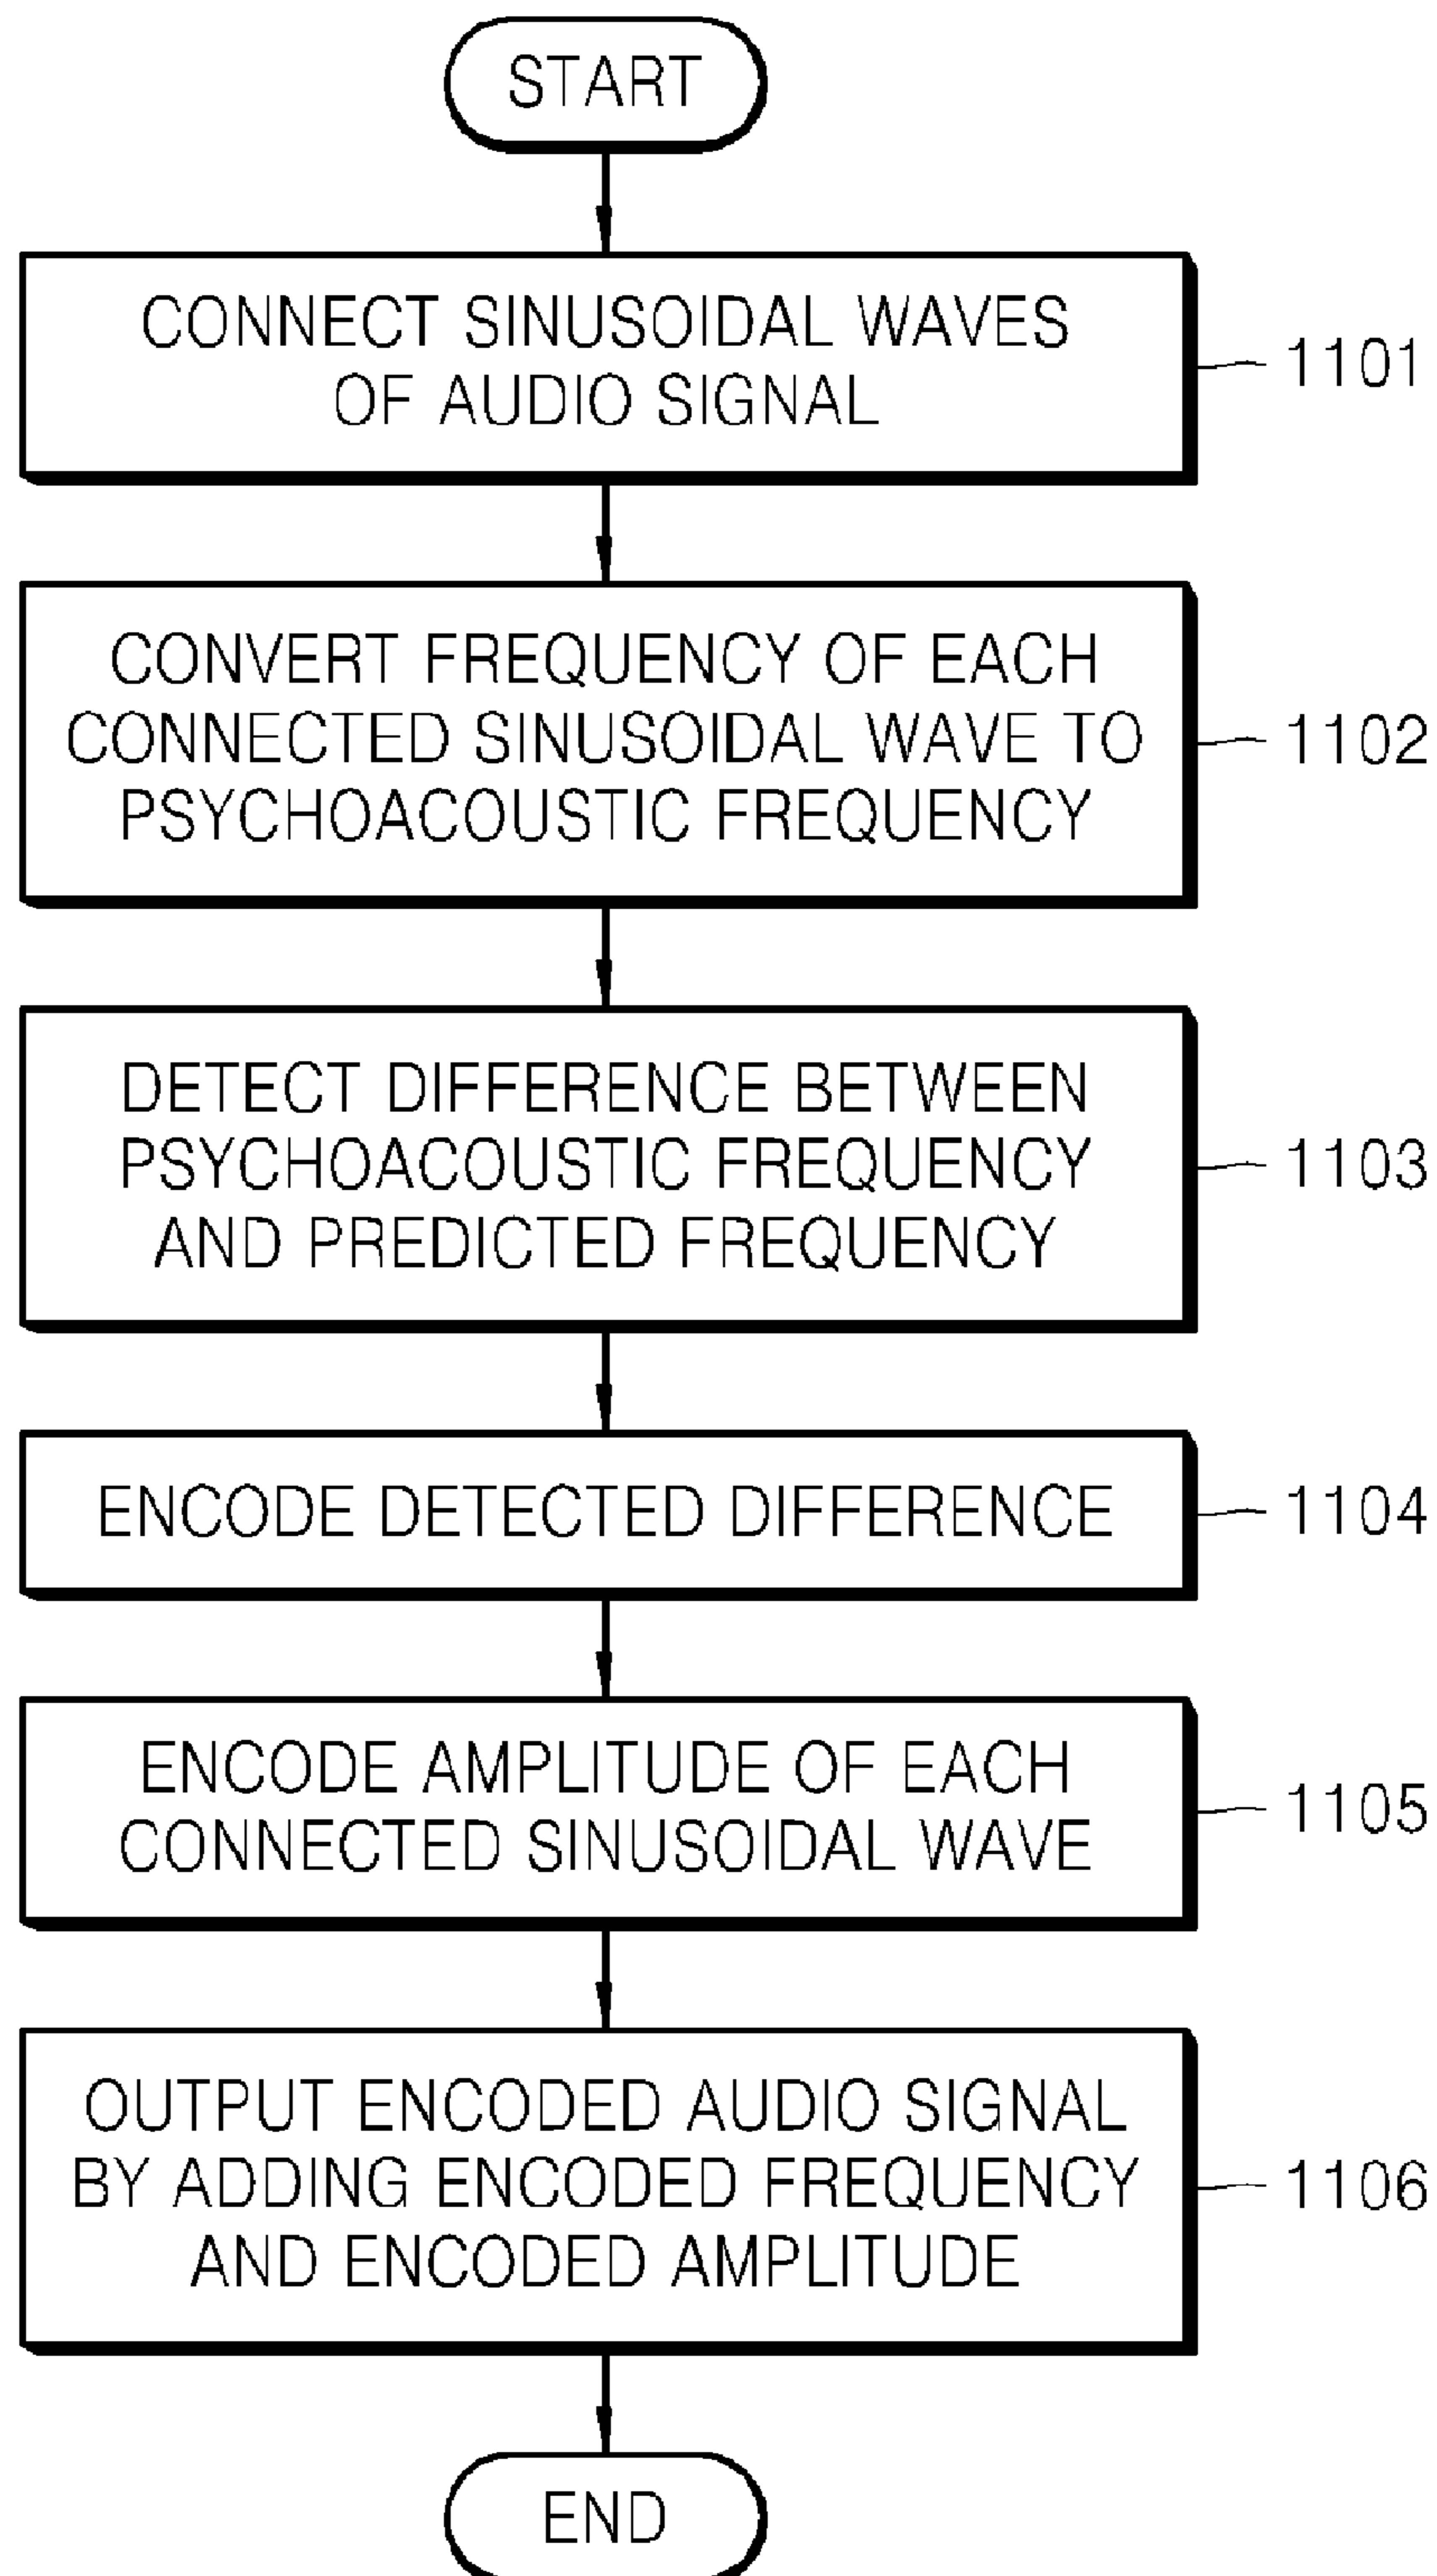 START
CONNECT SINUSOIDAL WAVES
OF AUDIO SIGNAL
1101
CONVERT FREQUENCY OF EACH
CONNECTED SINUSOIDAL WAVE TO
PSYCHOACOUSTIC FREQUENCY
1102
DETECT DIFFERENCE BETWEEN
PSYCHOACOUSTIC FREQUENCY
AND PREDICTED FREQUENCY
1103
ENCODE DETECTED DIFFERENCE
1104
ENCODE AMPLITUDE OF EACH
CONNECTED SINUSOIDAL WAVE
1105
OUTPUT ENCODED AUDIO SIGNAL
BY ADDING ENCODED FREQUENCY
AND ENCODED AMPLITUDE
1106
END